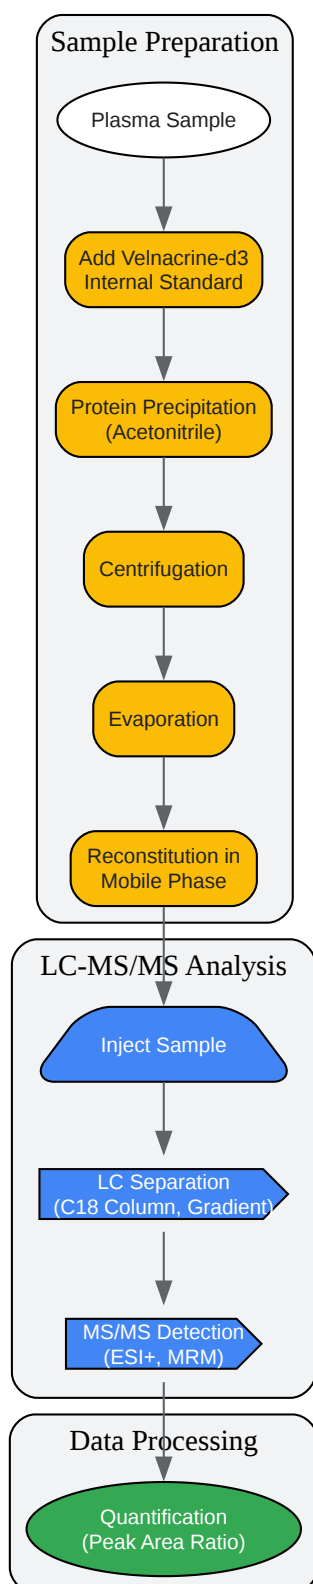 Sample Preparation
Plasma Sample
Add Velnacrine-d3
Internal Standard
Protein Precipitation
(Acetonitrile)
Centrifugation
Evaporation
Reconstitution in
Mobile Phase
LC-MS/MS Analysis
Inject Sample
LC Separation
(C18 Column, Gradient)
MS/MS Detection
(ESI+, MRM)
Data Processing
Quantification
(Peak Area Ratio)